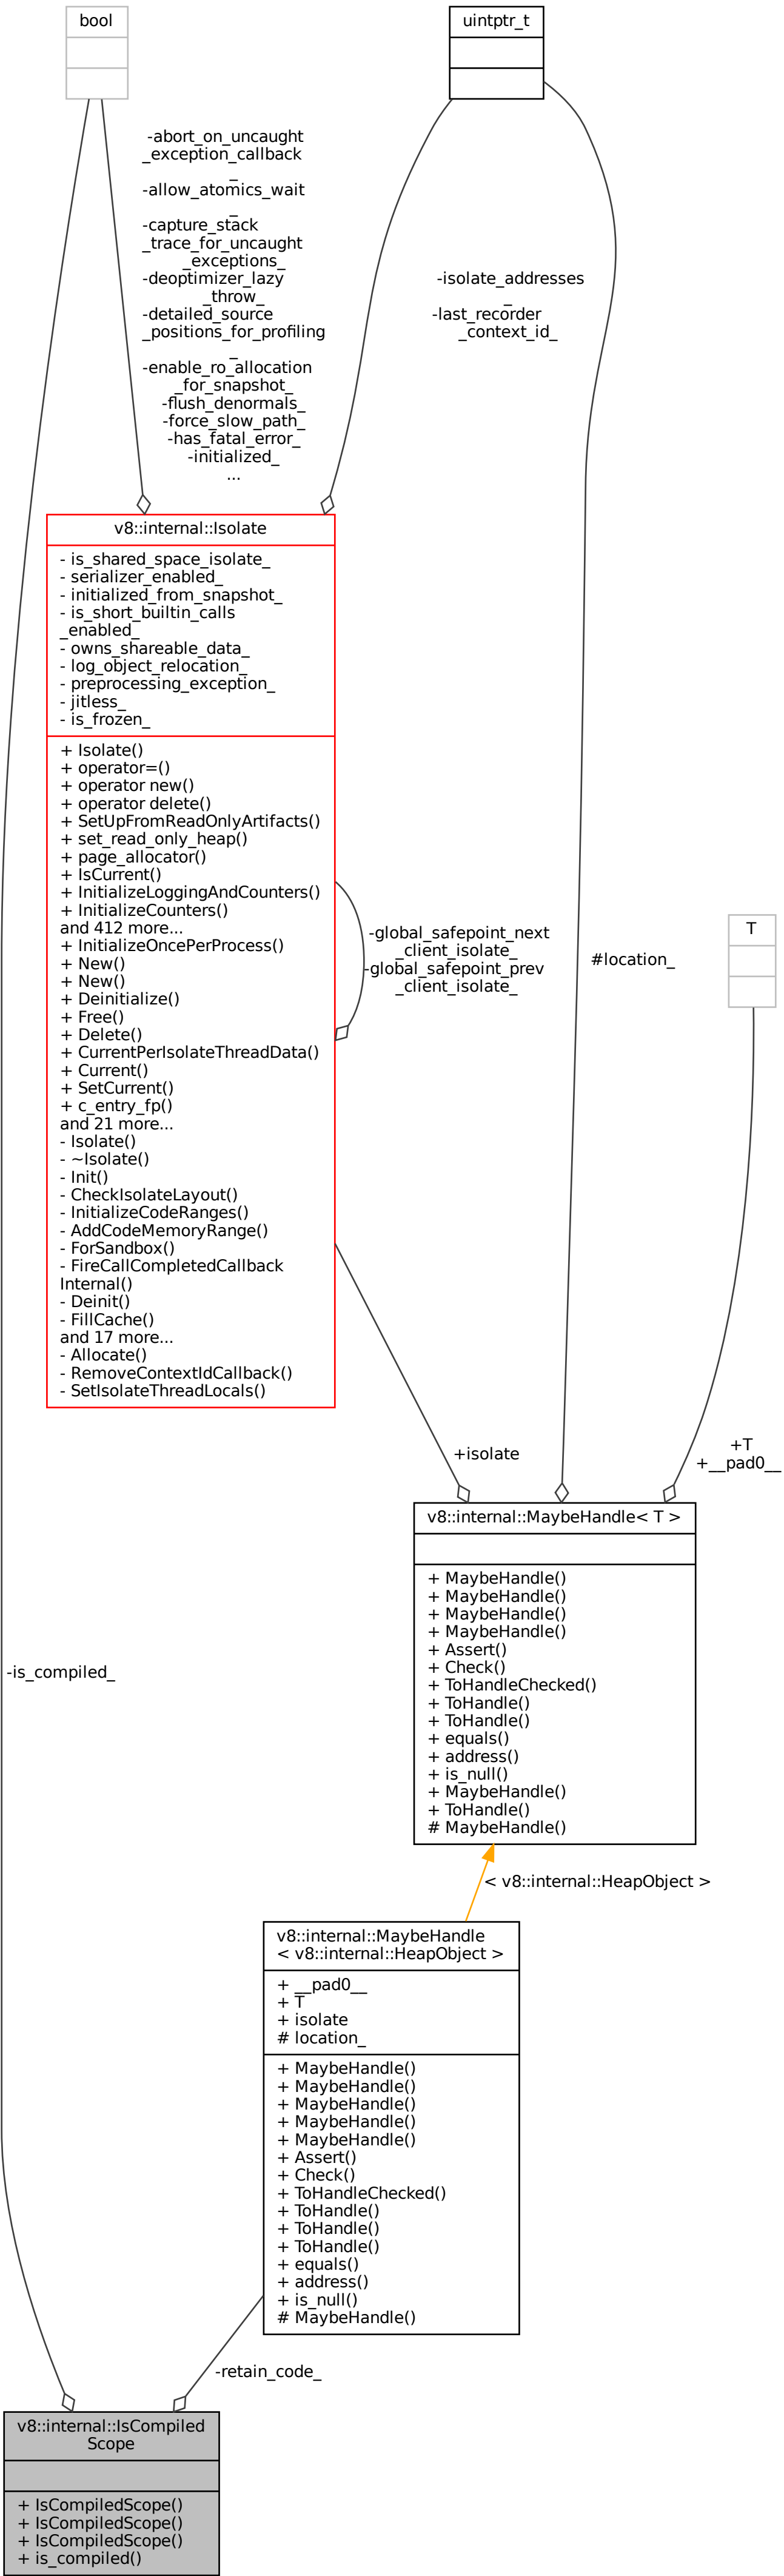 bool
uintptr_t
-abort_on_uncaught
_exception_callback
_
-allow_atomics_wait
_
-capture_stack
_trace_for_uncaught
_exceptions_
-deoptimizer_lazy
_throw_
-detailed_source
_positions_for_profiling
_
-enable_ro_allocation
_for_snapshot_
-flush_denormals_
-force_slow_path_
-has_fatal_error_
-initialized_
...
-isolate_addresses
_
-last_recorder
_context_id_
v8::internal::Isolate
- is_shared_space_isolate_
- serializer_enabled_
- initialized_from_snapshot_
- is_short_builtin_calls
_enabled_
- owns_shareable_data_
- log_object_relocation_
- preprocessing_exception_
- jitless_
- is_frozen_
+ Isolate()
+ operator=()
+ operator new()
+ operator delete()
+ SetUpFromReadOnlyArtifacts()
+ set_read_only_heap()
+ page_allocator()
+ IsCurrent()
+ InitializeLoggingAndCounters()
+ InitializeCounters()
and 412 more...
+ InitializeOncePerProcess()
+ New()
+ New()
+ Deinitialize()
+ Free()
+ Delete()
+ CurrentPerIsolateThreadData()
+ Current()
+ SetCurrent()
+ c_entry_fp()
and 21 more...
- Isolate()
- ~Isolate()
- Init()
- CheckIsolateLayout()
- InitializeCodeRanges()
- AddCodeMemoryRange()
- ForSandbox()
- FireCallCompletedCallback
Internal()
- Deinit()
- FillCache()
and 17 more...
- Allocate()
- RemoveContextIdCallback()
- SetIsolateThreadLocals()
-global_safepoint_next
_client_isolate_
-global_safepoint_prev
_client_isolate_
#location_
T
+isolate
+T
+__pad0__
v8::internal::MaybeHandle< T >
+ MaybeHandle()
+ MaybeHandle()
+ MaybeHandle()
+ MaybeHandle()
+ Assert()
+ Check()
+ ToHandleChecked()
+ ToHandle()
+ ToHandle()
+ equals()
+ address()
+ is_null()
+ MaybeHandle()
+ ToHandle()
# MaybeHandle()
-is_compiled_
< v8::internal::HeapObject >
v8::internal::MaybeHandle
< v8::internal::HeapObject >
+ __pad0__
+ T
+ isolate
# location_
+ MaybeHandle()
+ MaybeHandle()
+ MaybeHandle()
+ MaybeHandle()
+ MaybeHandle()
+ Assert()
+ Check()
+ ToHandleChecked()
+ ToHandle()
+ ToHandle()
+ ToHandle()
+ equals()
+ address()
+ is_null()
# MaybeHandle()
-retain_code_
v8::internal::IsCompiled
Scope
+ IsCompiledScope()
+ IsCompiledScope()
+ IsCompiledScope()
+ is_compiled()